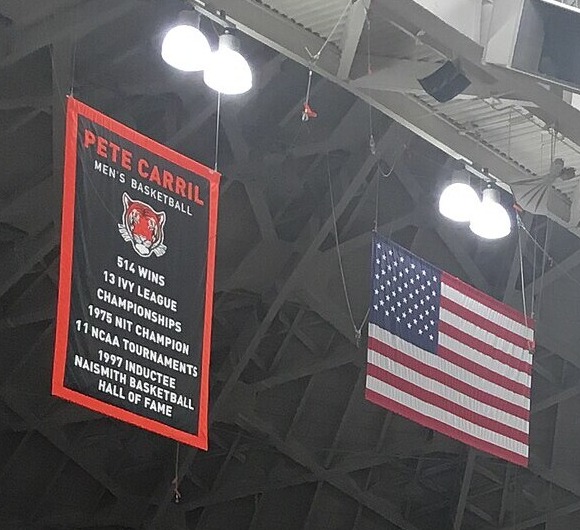 PETE CARRIL
MEN'S BASKETBALL
514 WINS
13 IVY LEAGUE
CHAMPIONSHIPS
1975 NIT CHAMPION
11 NCAA TOURNAMENTS
1997 INDUCTEE
NAISMITH BASKETBALL
HALL OF FAME